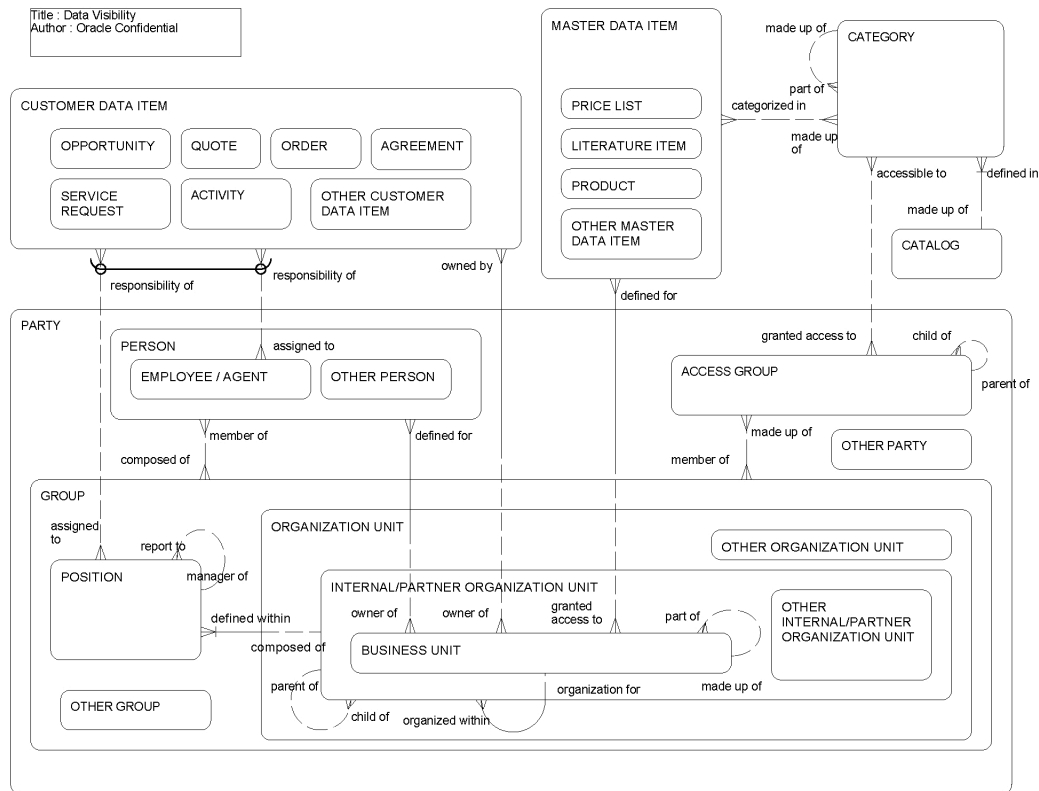 Title : Data Visibility
Author : Oracle Confidential
MASTER DATA ITEM
made up of
CATEGORY
part of
CUSTOMER DATA ITEM
PRICE LIST
categorized in
OPPORTUNITY
QUOTE
ORDER
AGREEMENT
LITERATURE ITEM
made up
of
accessible to
defined in
SERVICE
REQUEST
ACTIVITY
OTHER CUSTOMER
DATA ITEM
PRODUCT
made up of
OTHER MASTER
DATA ITEM
CATALOG
owned by
responsibility of
responsibility of
defined for
PARTY
granted access to
child of
PERSON
assigned to
EMPLOYEE / AGENT
OTHER PERSON
ACCESS GROUP
parent of
member of
defined for
made up of
OTHER PARTY
composed of
member of
GROUP
assigned
to
ORGANIZATION UNIT
report to
OTHER ORGANIZATION UNIT
POSITION
manager of
INTERNAL/PARTNER ORGANIZATION UNIT
defined within
owner of
owner of
granted
access to
part of
OTHER
INTERNAL/PARTNER
ORGANIZATION UNIT
composed of
BUSINESS UNIT
parent of
organization for
made up of
OTHER GROUP
child of
organized within